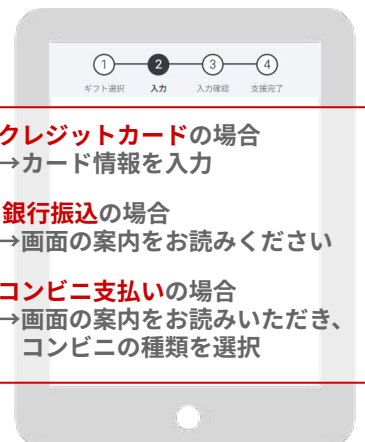 1 2 3 4
ギフト選択 入力 入力確認 支援完了
クレジットカードの場合
→カード情報を入力
銀行振込の場合
→画面の案内をお読みください
コンビニ支払いの場合
→画面の案内をお読みいただき、
コンビニの種類を選択